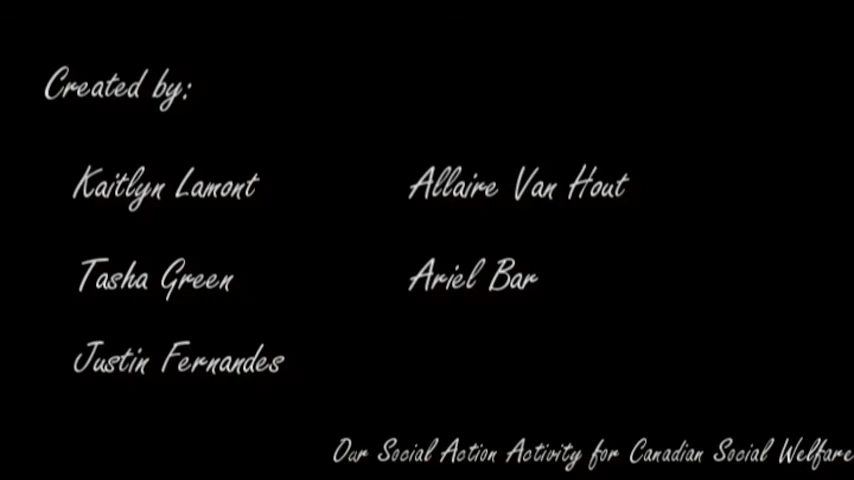 Created by:
Kaitlyn Lamont
Allaire Van Hout
Tasha Green
Ariel Bar
Justin Fernandes
Our Social Action Activity for Canadian Social Welfare